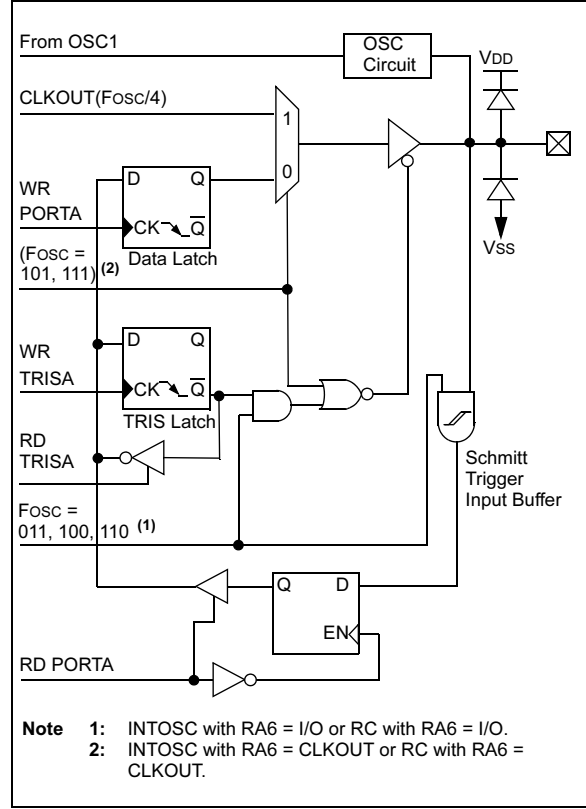 From OSC1
OSC
Circuit
VDD
CLKOUT(FOSC/4)
1
0
WR
PORTA
D Q
CK Q̅
Data Latch
(FOSC =
101, 111) (2)
VSS
WR
TRISA
D Q
CK Q̅
TRIS Latch
RD
TRISA
Schmitt
Trigger
Input Buffer
FOSC =
011, 100, 110 (1)
Q D
EN
RD PORTA
Note 1: INTOSC with RA6 = I/O or RC with RA6 = I/O.
2: INTOSC with RA6 = CLKOUT or RC with RA6 =
CLKOUT.